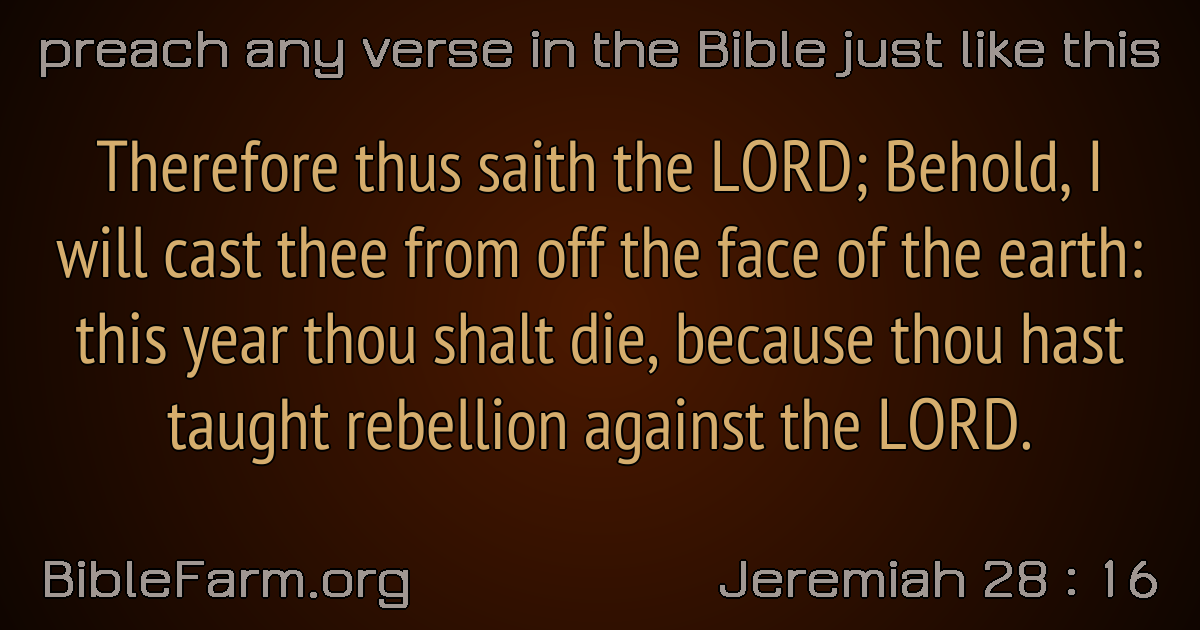 preach any verse in the Bible just like this
Therefore thus saith the LORD; Behold, I
will cast thee from off the face of the earth:
this year thou shalt die, because thou hast
taught rebellion against the LORD.
BibleFarm.org
Jeremiah 28 : 16